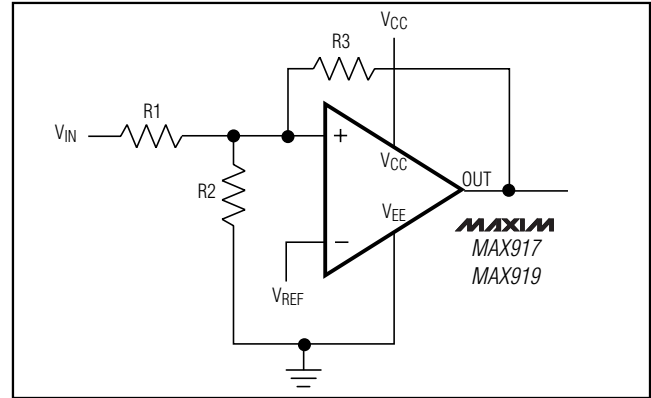 VCC
R3
R1
VIN
+
VCC
OUT
R2
VEE
MAXIM
−
MAX917
VREF
MAX919